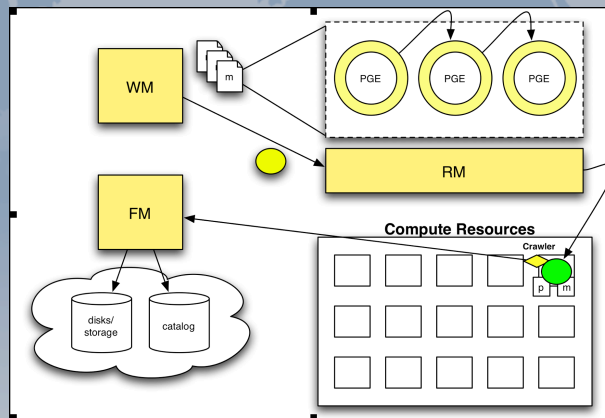 WM
m
PGE
PGE
PGE
RM
FM
Compute Resources
Crawler
p
m
disks/
storage
catalog